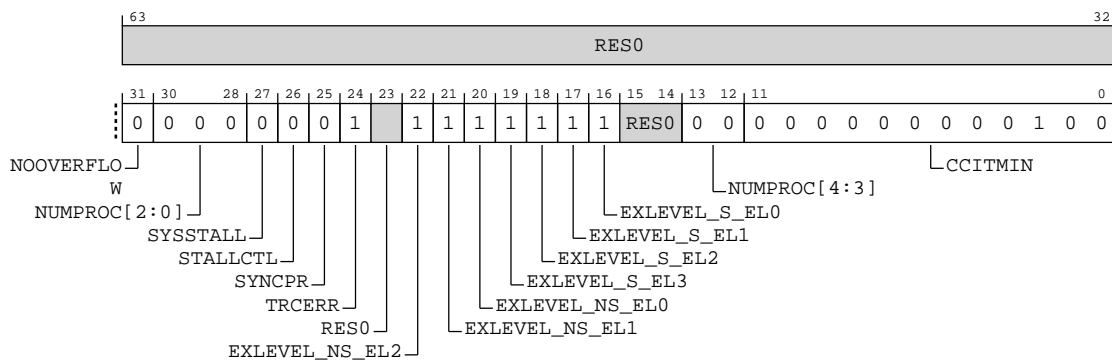 63 32
RES0
31 30 28 27 26 25 24 23 22 21 20 19 18 17 16 15 14 13 12 11 0
0 0 0 0 0 0 0 1 1 1 1 1 1 1 1 RES0 0 0 0 0 0 0 0 0 0 0 0 1 0 0
NOOVERFLO
W
CCITMIN
NUMPROC[2:0]
NUMPROC[4:3]
SYSSTALL
EXLEVEL_S_EL0
STALLCTL
EXLEVEL_S_EL1
SYNCPR
EXLEVEL_S_EL2
TRCERR
EXLEVEL_S_EL3
RES0
EXLEVEL_NS_EL0
EXLEVEL_NS_EL2
EXLEVEL_NS_EL1